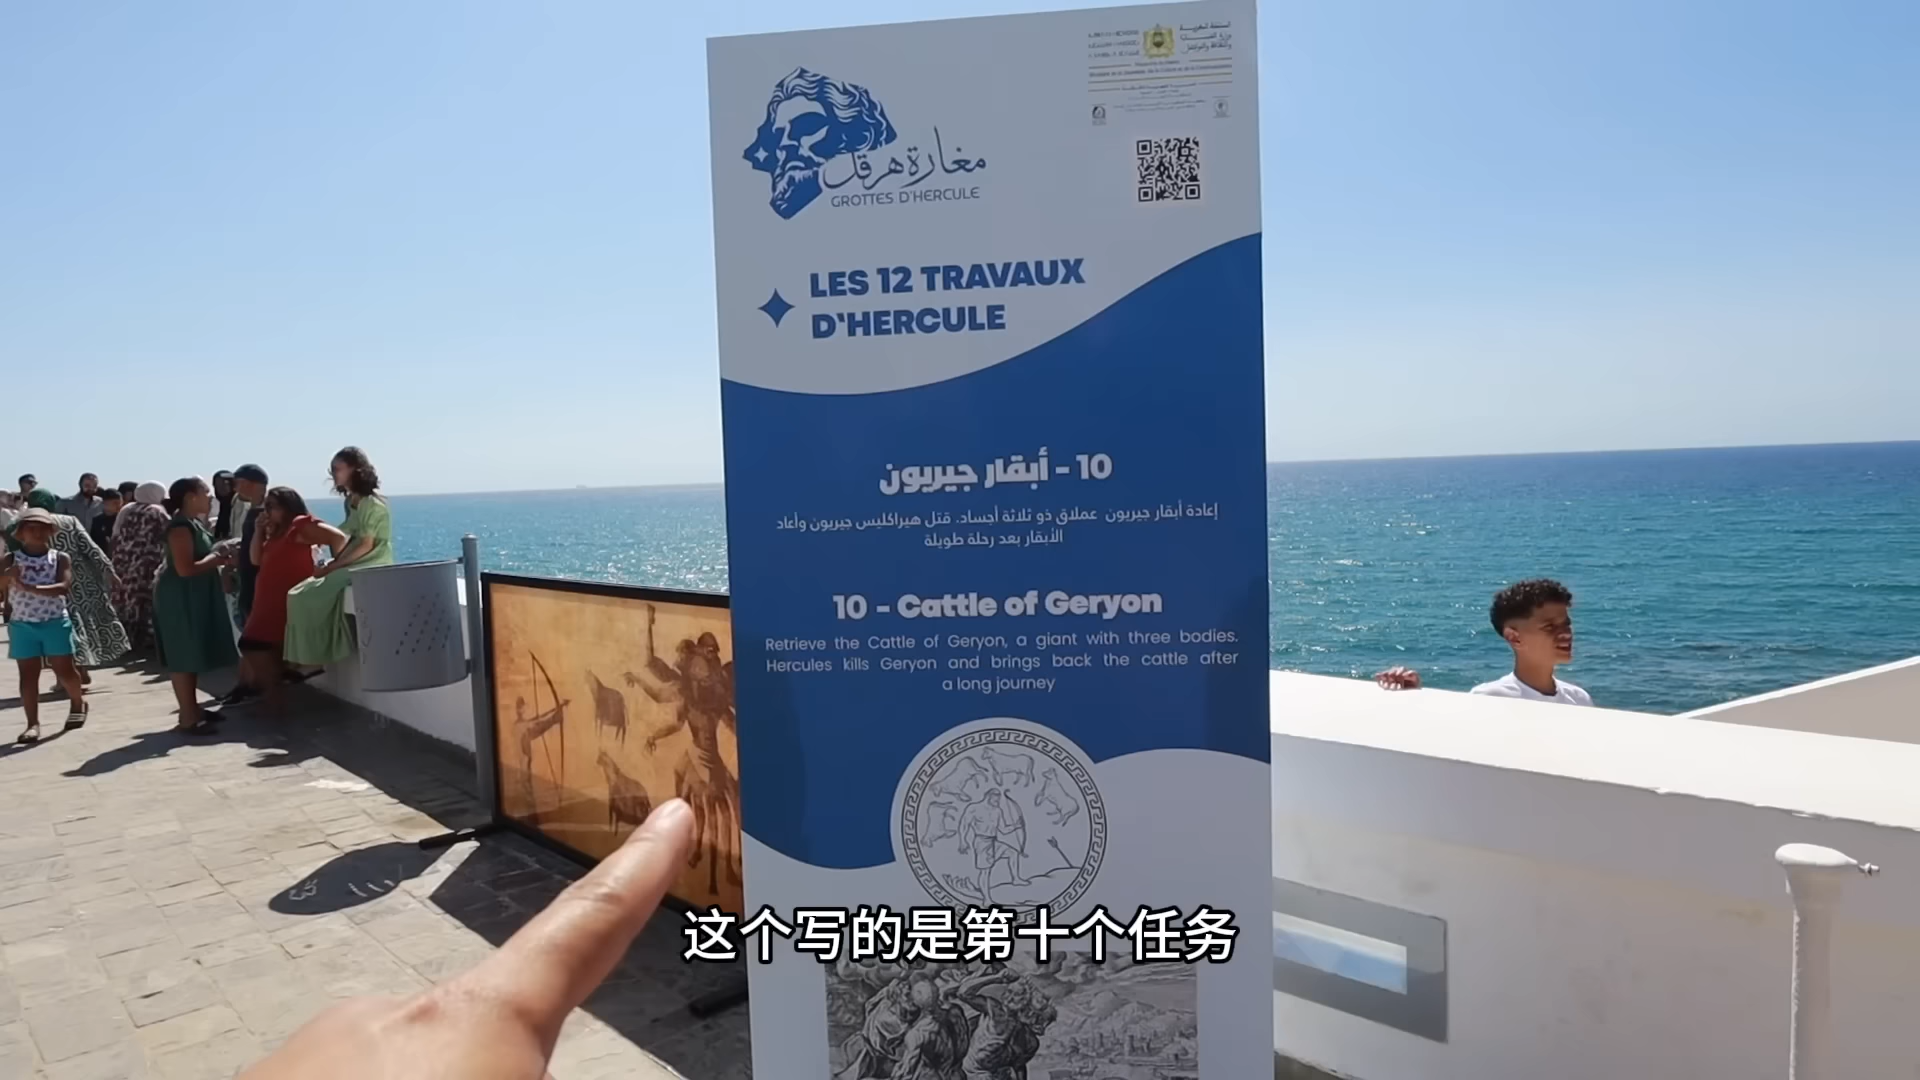 المملكة المغربية
مغارة هرقل
GROTTES D'HERCULE
LES 12 TRAVAUX
D'HERCULE
10 - أبقار جيريون
إعادة أبقار جيريون عملاق ذو ثلاثة أجساد. قتل هيراكليس جيريون وأعاد
الأبقار بعد رحلة طويلة
10 - Cattle of Geryon
Retrieve the Cattle of Geryon, a giant with three bodies.
Hercules kills Geryon and brings back the cattle after
a long journey
这个写的是第十个任务